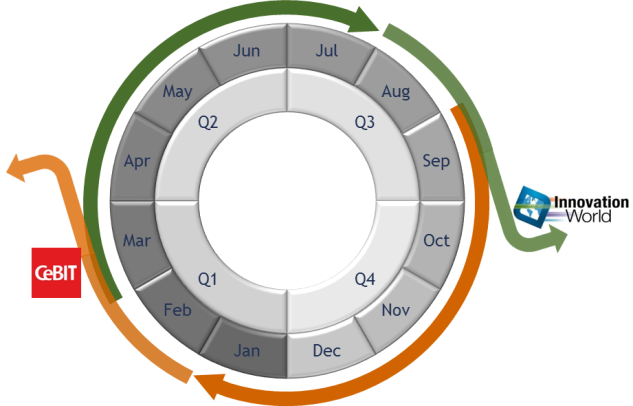 Jun
Jul
May
Aug
Q2
Q3
Apr
Sep
Innovation
World
Mar
Oct
CeBIT
Q1
Q4
Feb
Nov
Jan
Dec